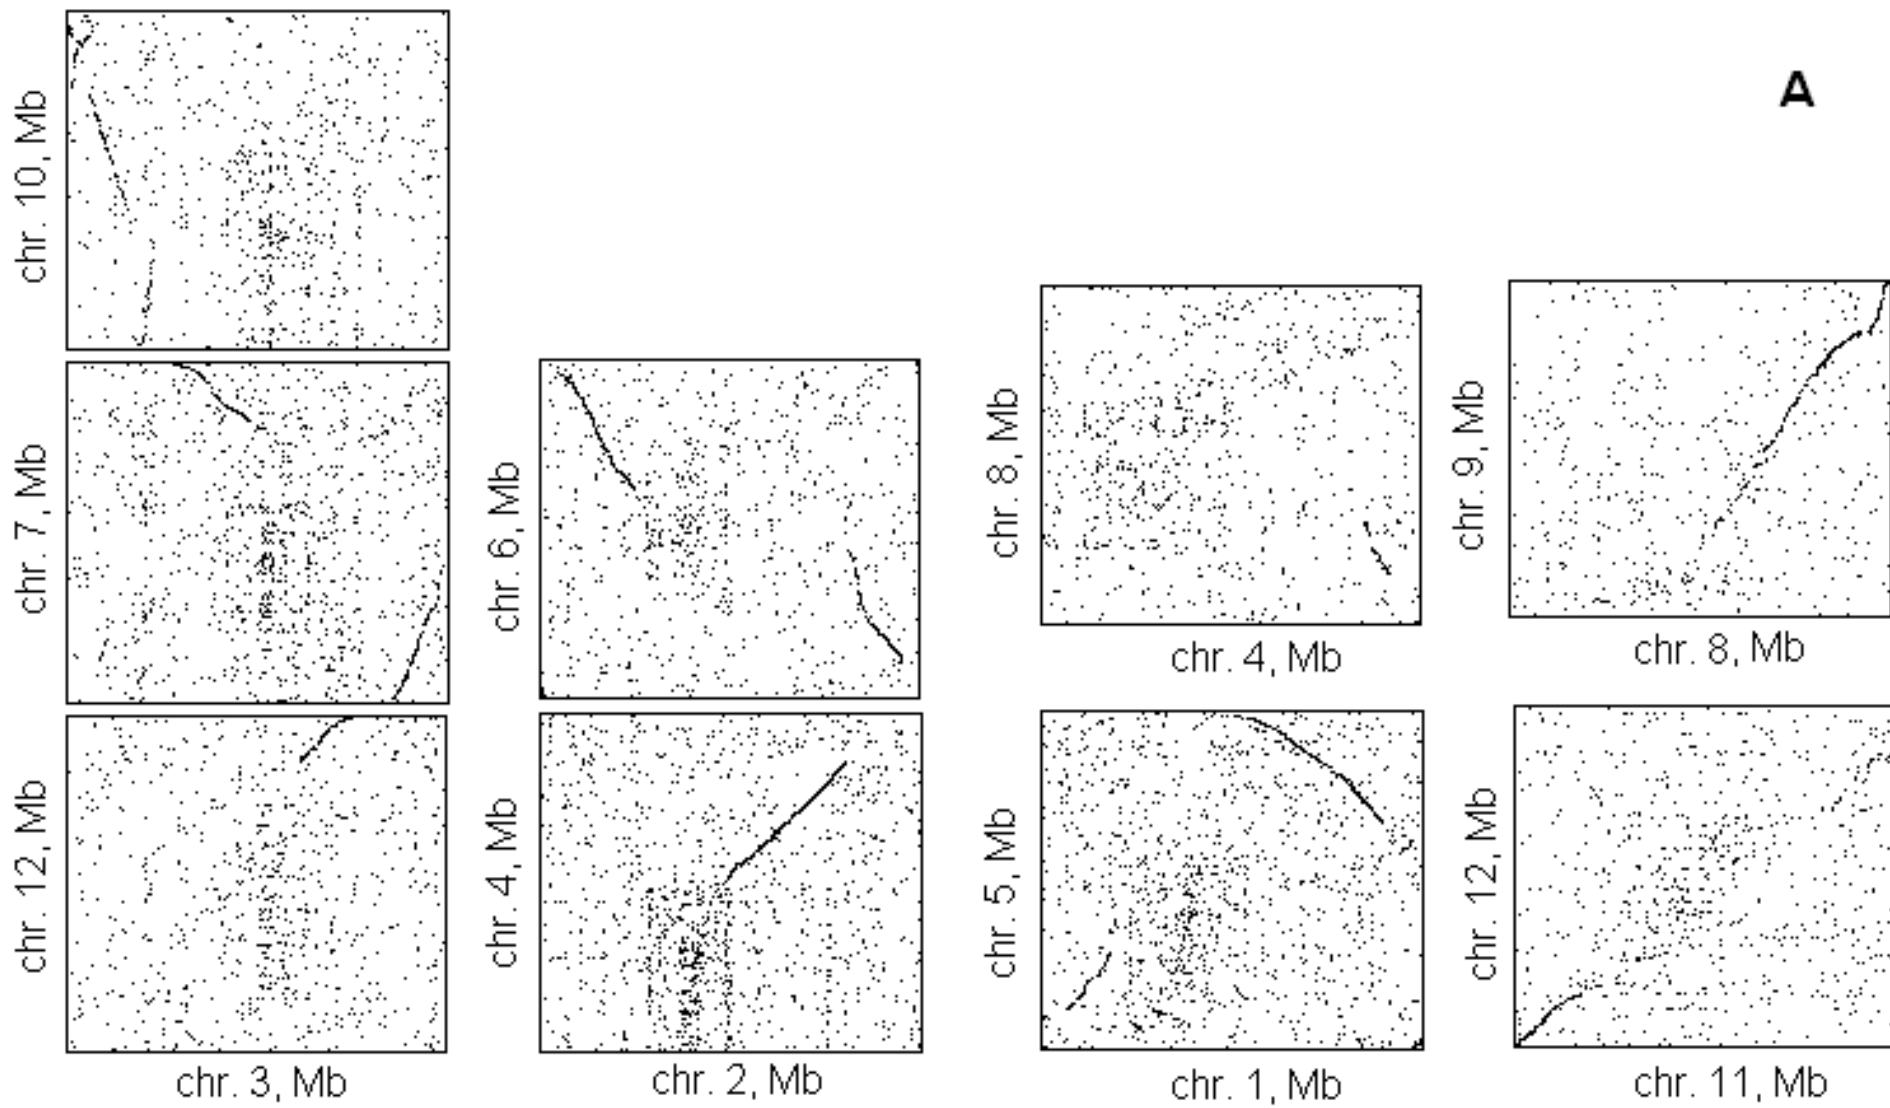 A
chr. 10, Mb
chr. 7, Mb
chr. 12, Mb
chr. 3, Mb
chr. 6, Mb
chr. 4, Mb
chr. 2, Mb
chr. 8, Mb
chr. 4, Mb
chr. 5, Mb
chr. 1, Mb
chr. 9, Mb
chr. 8, Mb
chr. 12, Mb
chr. 11, Mb